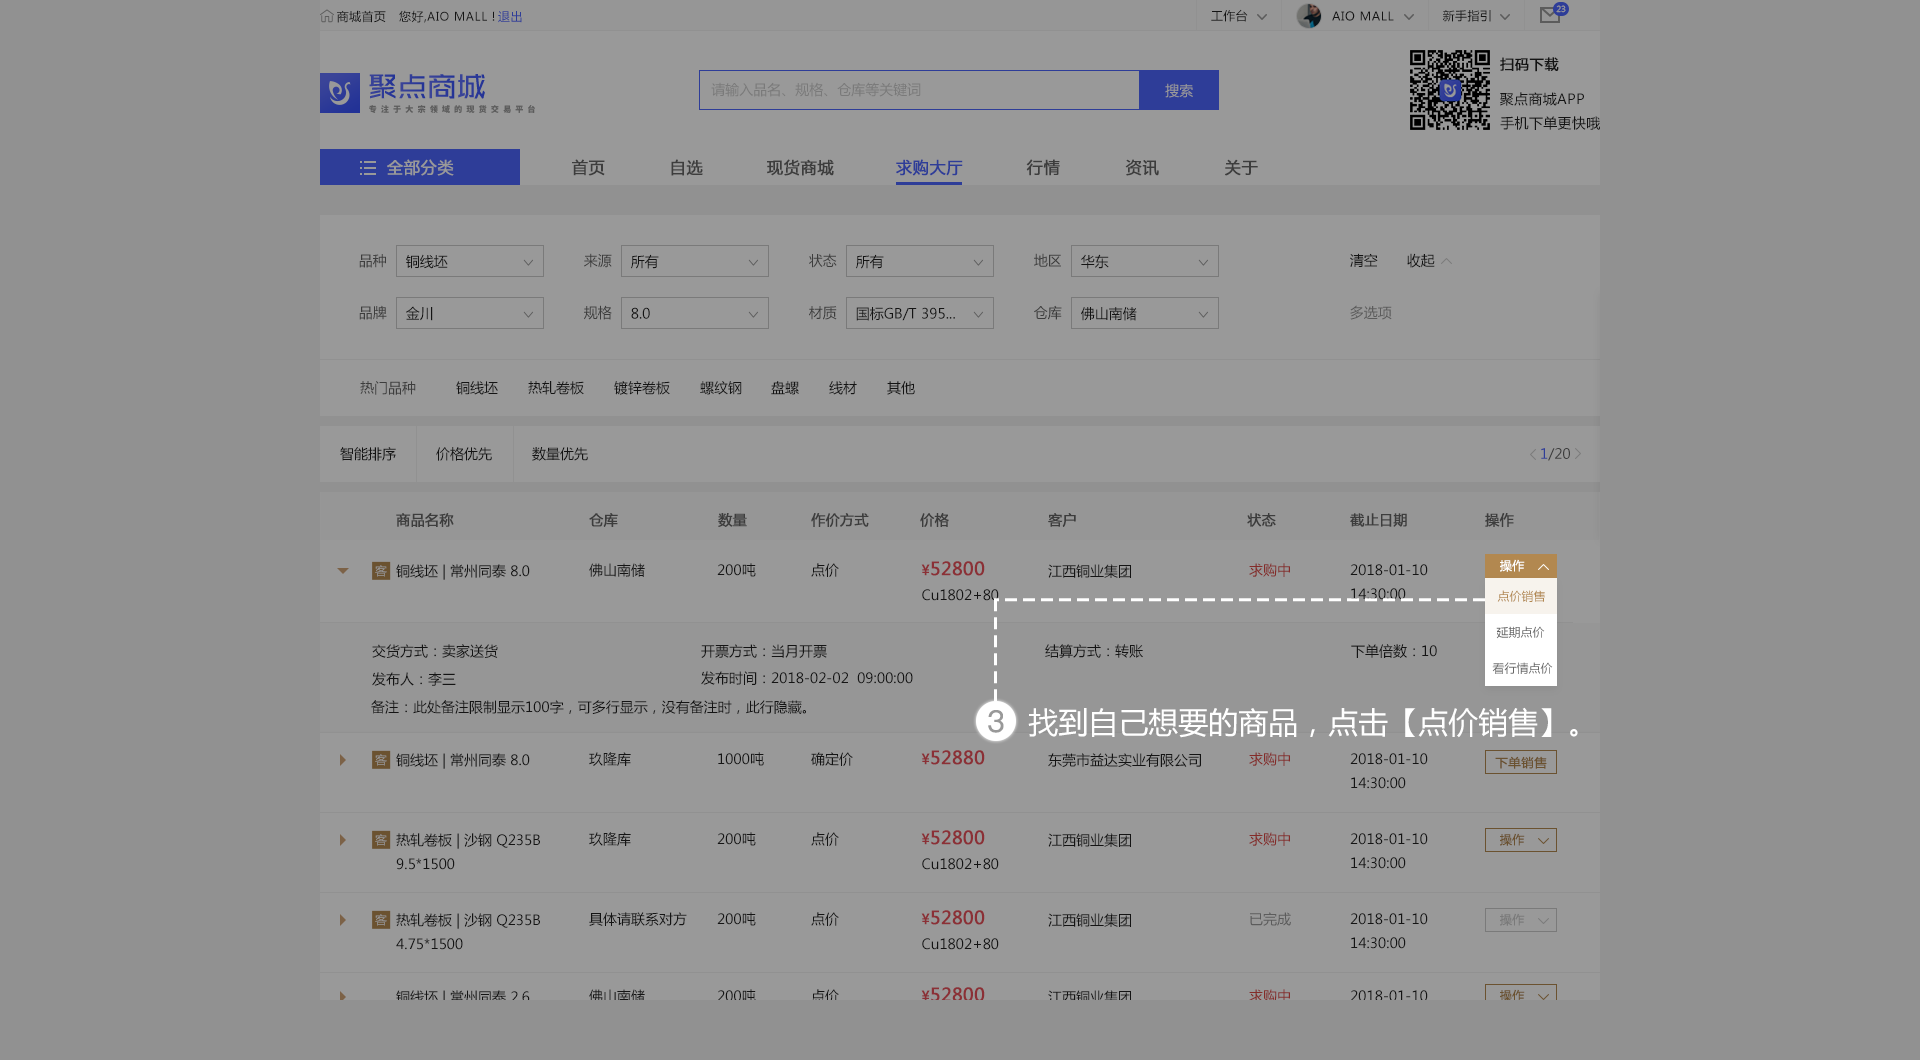 商城首页 您好,AIO MALL ! 退出 工作台 AIO MALL 新手指引 23
聚点商城
专注于大宗领域的现货交易平台
请输入品名、规格、仓库等关键词 搜索
扫码下载
聚点商城APP
手机下单更快哦
全部分类 首页 自选 现货商城 求购大厅 行情 资讯 关于
品种 铜线坯 来源 所有 状态 所有 地区 华东 清空 收起
品牌 金川 规格 8.0 材质 国标GB/T 395... 仓库 佛山南储 多选项
热门品种 铜线坯 热轧卷板 镀锌卷板 螺纹钢 盘螺 线材 其他
智能排序 价格优先 数量优先 1/20
商品名称 仓库 数量 作价方式 价格 客户 状态 截止日期 操作
客 铜线坯 | 常州同泰 8.0 佛山南储 200吨 点价 ¥52800 江西铜业集团 求购中 2018-01-10 操作
Cu1802+80 14:30:00 点价销售
延期点价
交货方式：卖家送货 开票方式：当月开票 结算方式：转账 下单倍数：10
看行情点价
发布人：李三 发布时间：2018-02-02 09:00:00
备注：此处备注限制显示100字，可多行显示，没有备注时，此行隐藏。
3 找到自己想要的商品，点击【点价销售】。
客 铜线坯 | 常州同泰 8.0 玖隆库 1000吨 确定价 ¥52880 东莞市益达实业有限公司 求购中 2018-01-10 下单销售
14:30:00
客 热轧卷板 | 沙钢 Q235B 玖隆库 200吨 点价 ¥52800 江西铜业集团 求购中 2018-01-10 操作
9.5*1500 Cu1802+80 14:30:00
客 热轧卷板 | 沙钢 Q235B 具体请联系对方 200吨 点价 ¥52800 江西铜业集团 已完成 2018-01-10 操作
4.75*1500 Cu1802+80 14:30:00
铜线坯 | 常州同泰 2.6 佛山南储 200吨 点价 ¥52800 江西铜业集团 求购中 2018-01-10 操作